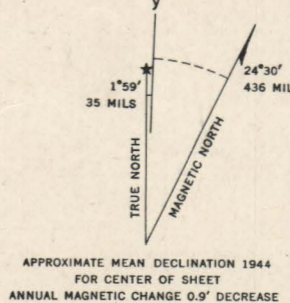 y
1°59′
35 MILS
24°30′
436 MIL
TRUE NORTH
MAGNETIC NORTH
APPROXIMATE MEAN DECLINATION 1944
FOR CENTER OF SHEET
ANNUAL MAGNETIC CHANGE 0.9′ DECREASE